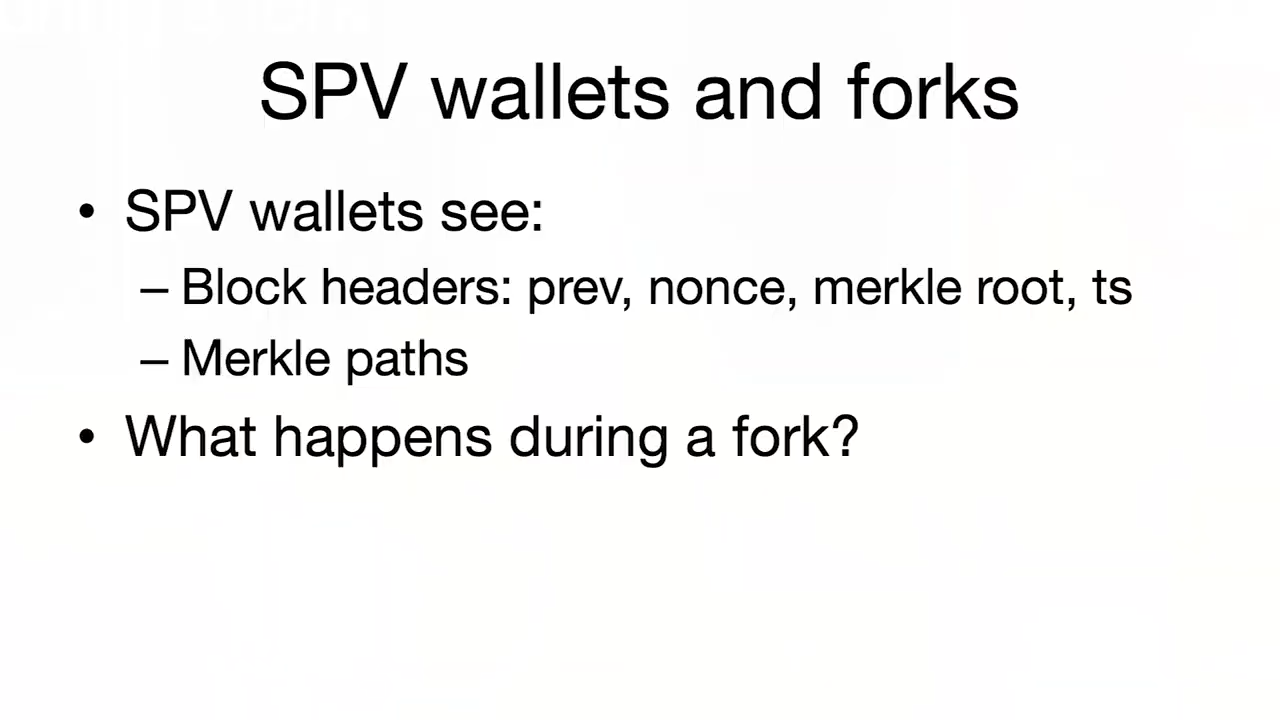 SPV wallets and forks
• SPV wallets see:
– Block headers: prev, nonce, merkle root, ts
– Merkle paths
• What happens during a fork?